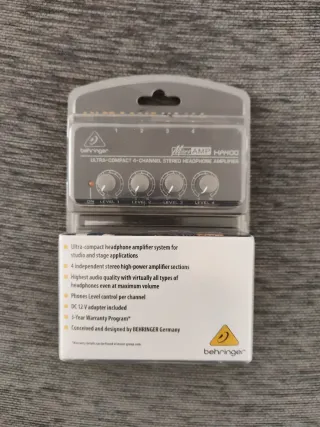 behringer
MicroAMP HA400
ULTRA-COMPACT 4-CHANNEL STEREO HEADPHONE AMPLIFIER
ON LEVEL 1 LEVEL 2 LEVEL 3 LEVEL 4
Ultra-compact headphone amplifier system for
studio and stage applications
4 independent stereo high-power amplifier sections
Highest audio quality with virtually all types of
headphones even at maximum volume
Phones Level control per channel
DC 12 V adapter included
3-Year Warranty Program*
Conceived and designed by BEHRINGER Germany
behringer